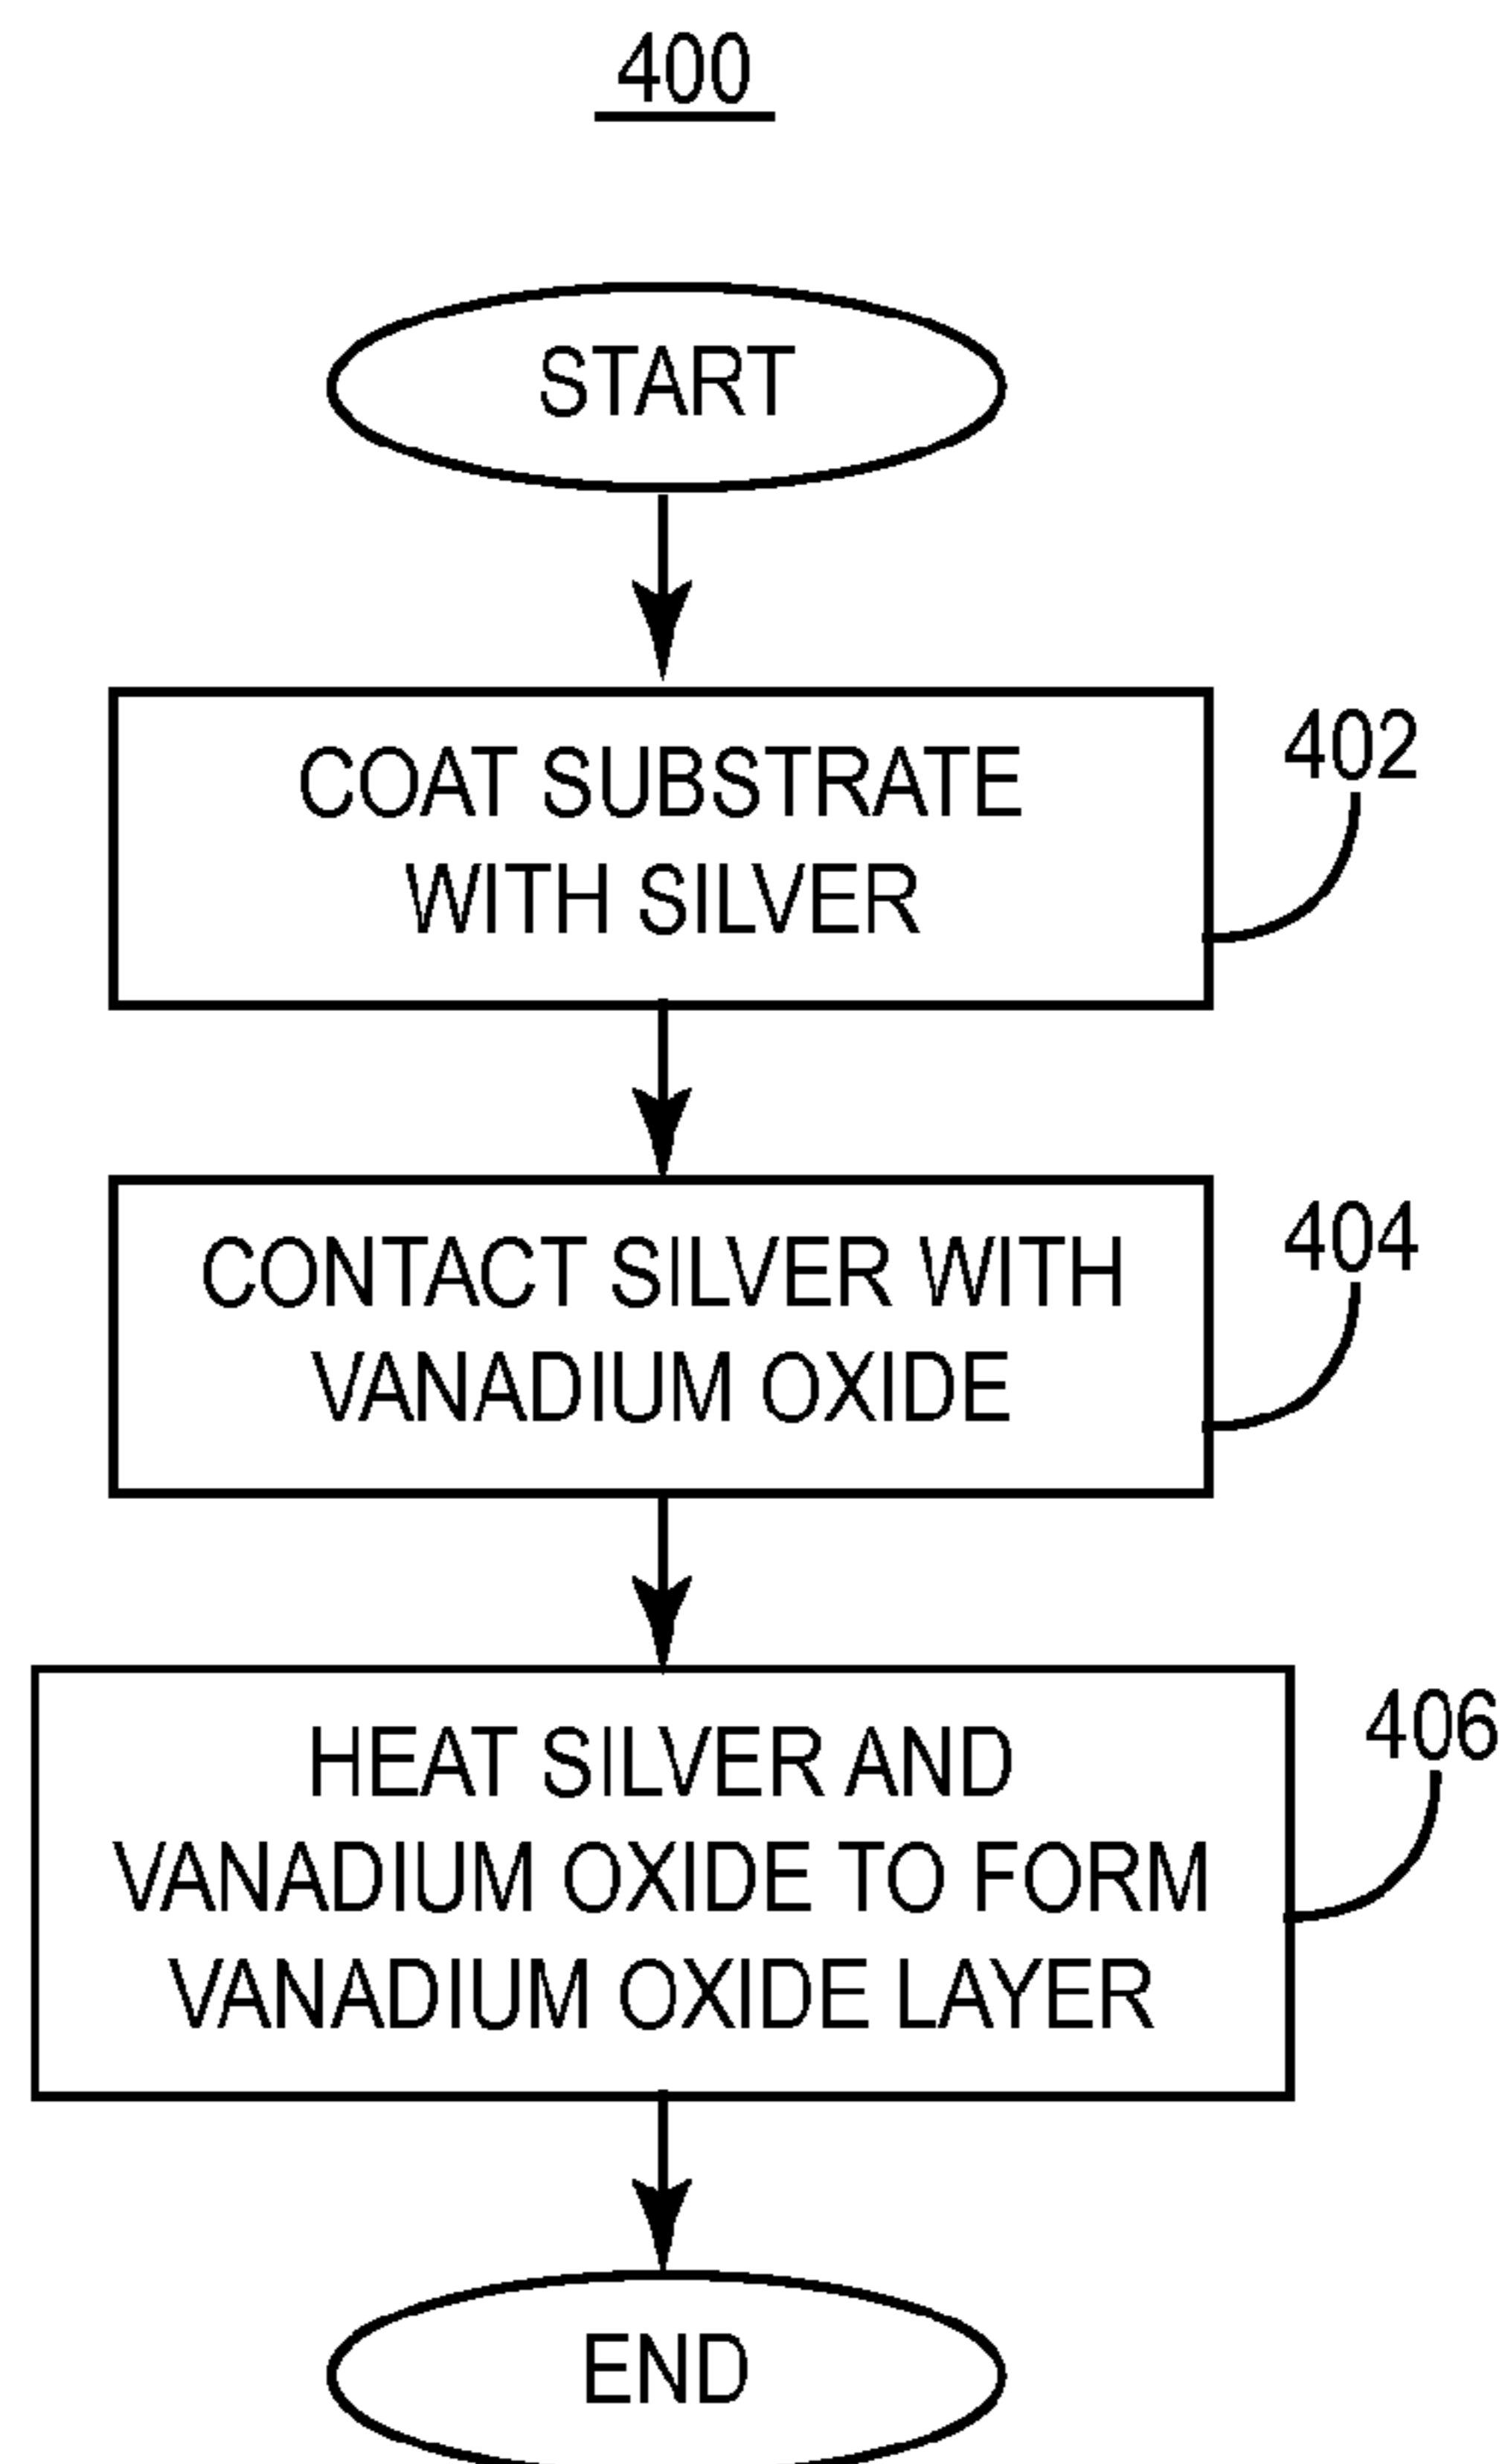 400
START
COAT SUBSTRATE
WITH SILVER
402
CONTACT SILVER WITH
VANADIUM OXIDE
404
HEAT SILVER AND
VANADIUM OXIDE TO FORM
VANADIUM OXIDE LAYER
406
END